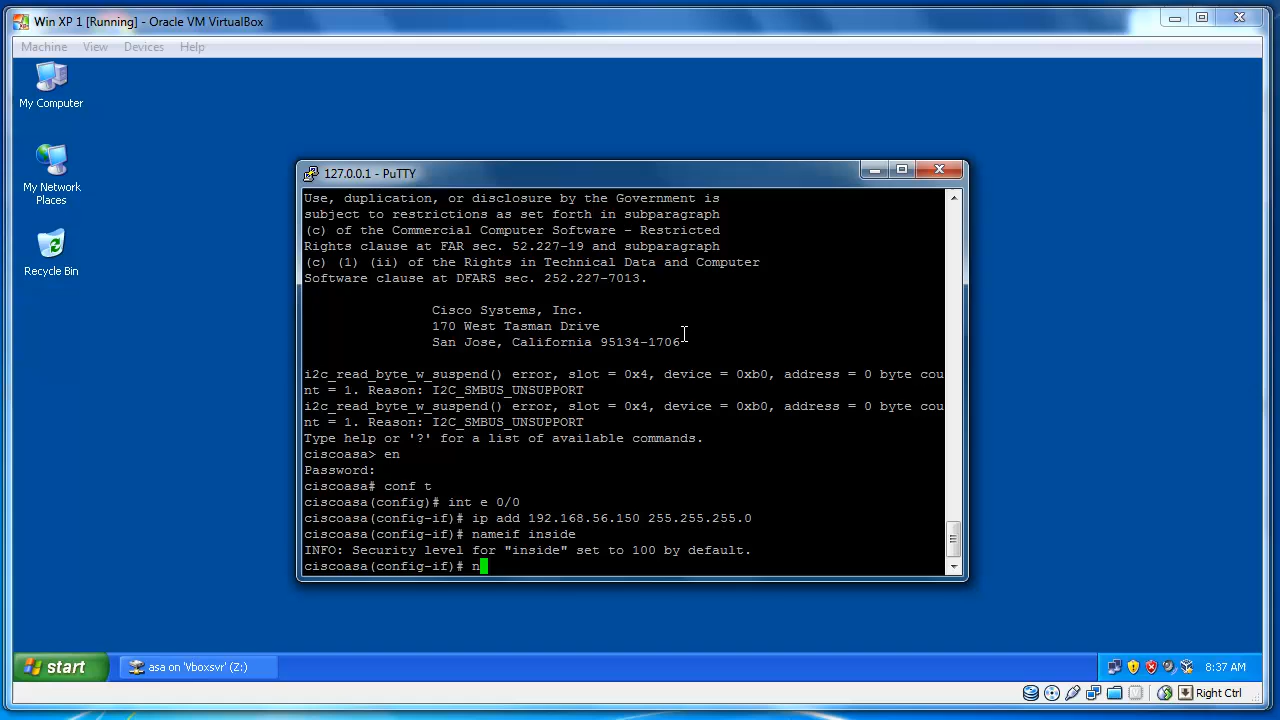 Win XP 1 [Running] - Oracle VM VirtualBox
Machine View Devices Help
My Computer
My Network
Places
Recycle Bin
127.0.0.1 - PuTTY
Use, duplication, or disclosure by the Government is
subject to restrictions as set forth in subparagraph
(c) of the Commercial Computer Software - Restricted
Rights clause at FAR sec. 52.227-19 and subparagraph
(c) (1) (ii) of the Rights in Technical Data and Computer
Software clause at DFARS sec. 252.227-7013.
Cisco Systems, Inc.
170 West Tasman Drive
San Jose, California 95134-1706
i2c_read_byte_w_suspend() error, slot = 0x4, device = 0xb0, address = 0 byte cou
nt = 1. Reason: I2C_SMBUS_UNSUPPORT
i2c_read_byte_w_suspend() error, slot = 0x4, device = 0xb0, address = 0 byte cou
nt = 1. Reason: I2C_SMBUS_UNSUPPORT
Type help or '?' for a list of available commands.
ciscoasa> en
Password:
ciscoasa# conf t
ciscoasa(config)# int e 0/0
ciscoasa(config-if)# ip add 192.168.56.150 255.255.255.0
ciscoasa(config-if)# nameif inside
INFO: Security level for "inside" set to 100 by default.
ciscoasa(config-if)# n
start
asa on 'Vboxsvr' (Z:)
8:37 AM
Right Ctrl